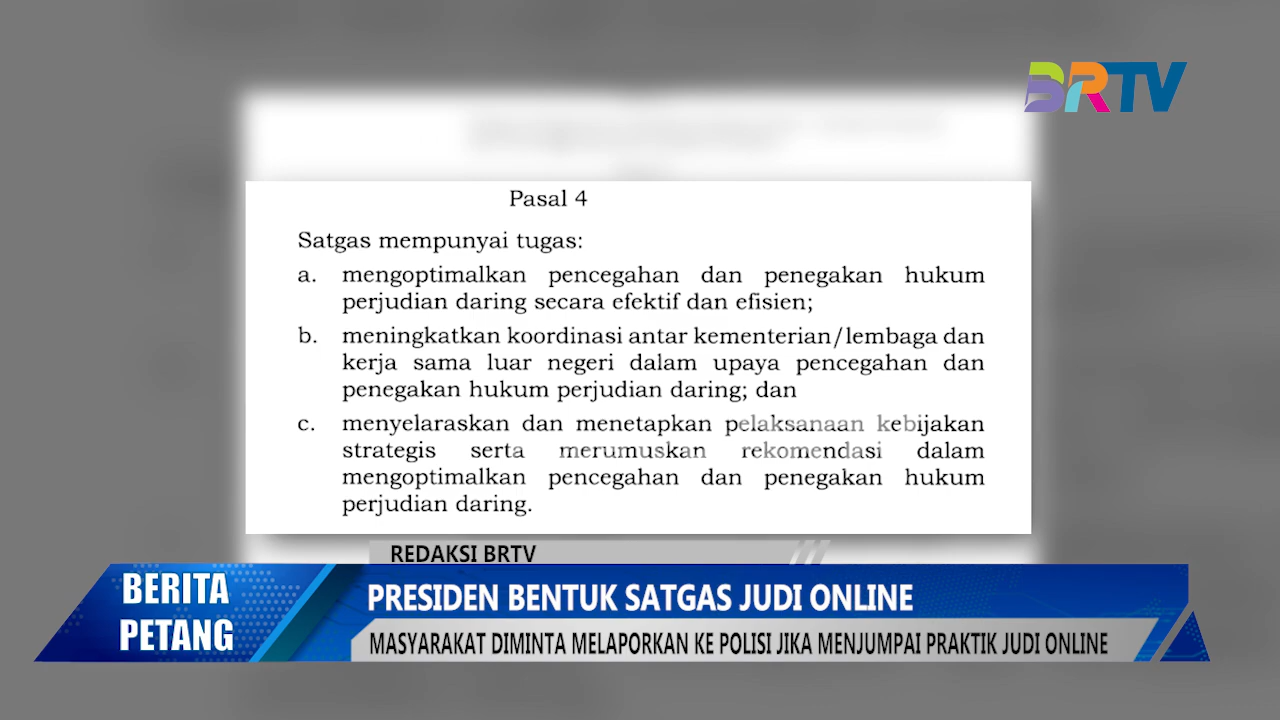 BRTV
Pasal 4
Satgas mempunyai tugas:
a. mengoptimalkan pencegahan dan penegakan hukum
perjudian daring secara efektif dan efisien;
b. meningkatkan koordinasi antar kementerian/lembaga dan
kerja sama luar negeri dalam upaya pencegahan dan
penegakan hukum perjudian daring; dan
c. menyelaraskan dan menetapkan pelaksanaan kebijakan
strategis serta merumuskan rekomendasi dalam
mengoptimalkan pencegahan dan penegakan hukum
perjudian daring.
REDAKSI BRTV
BERITA
PETANG
PRESIDEN BENTUK SATGAS JUDI ONLINE
MASYARAKAT DIMINTA MELAPORKAN KE POLISI JIKA MENJUMPAI PRAKTIK JUDI ONLINE